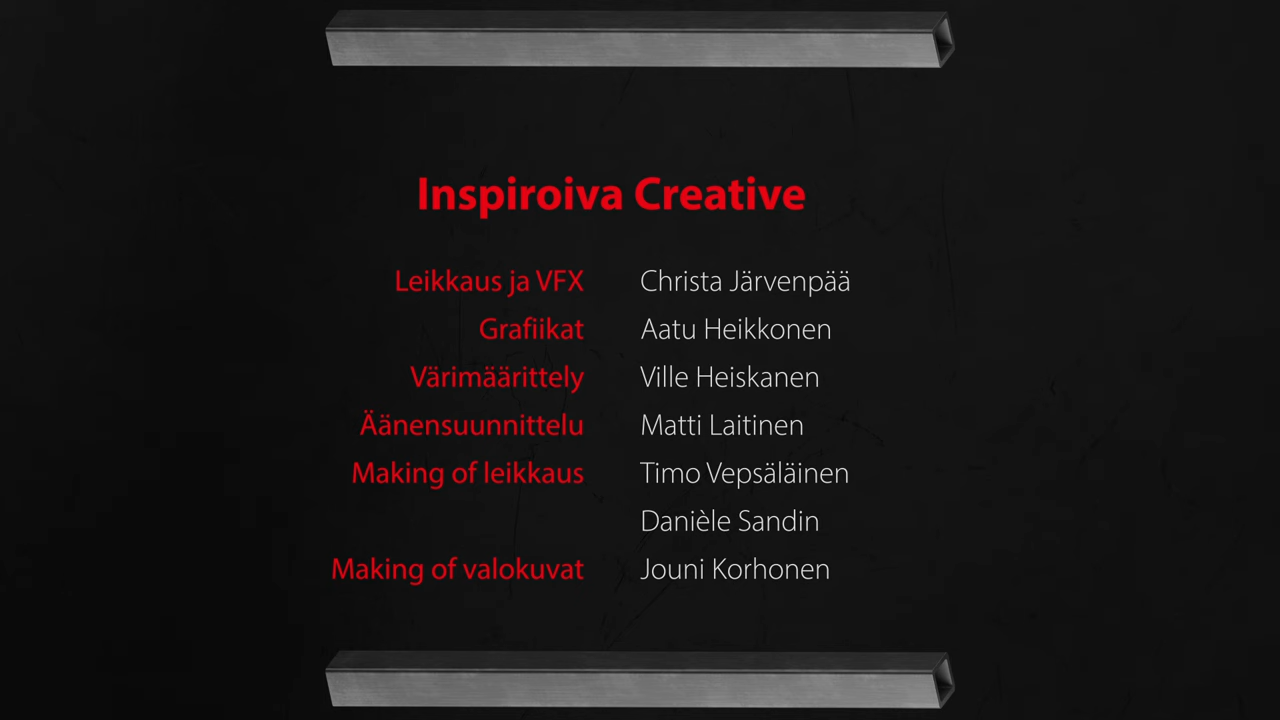 Inspiroiva Creative
Leikkaus ja VFX Christa Järvenpää
Grafiikat Aatu Heikkonen
Värimäärittely Ville Heiskanen
Äänensuunnittelu Matti Laitinen
Making of leikkaus Timo Vepsäläinen
Danièle Sandin
Making of valokuvat Jouni Korhonen